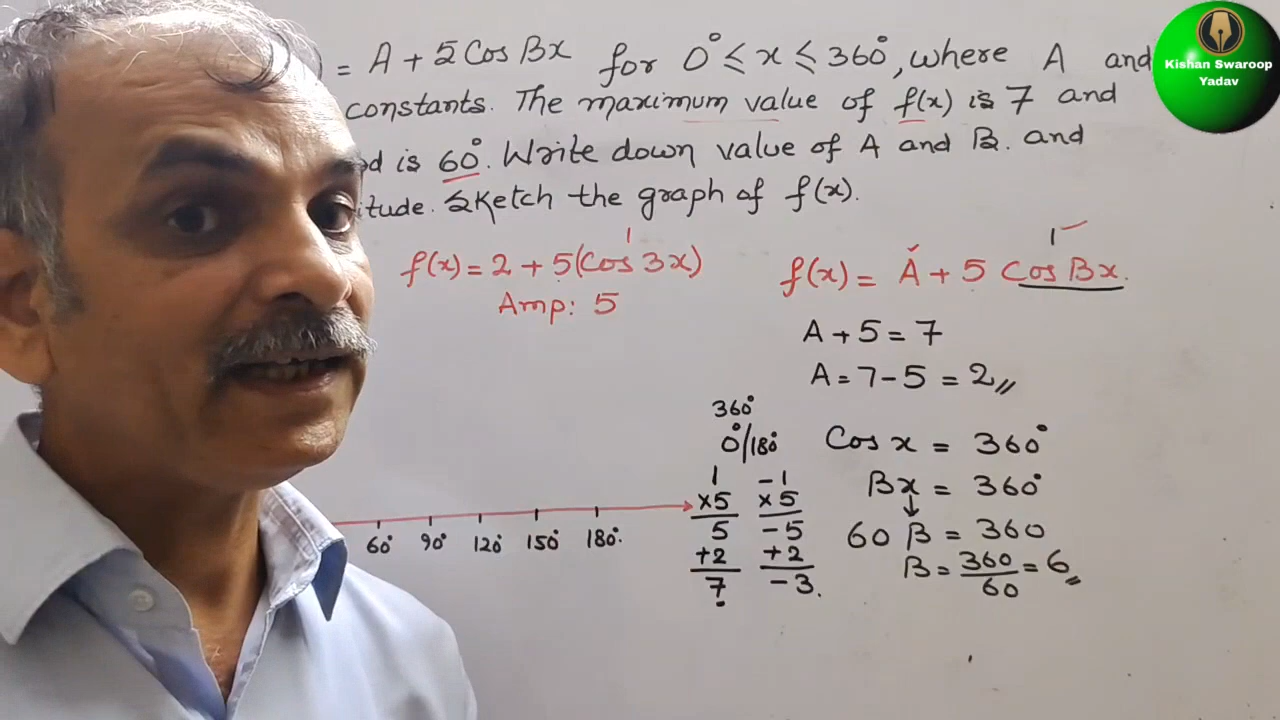 = A + 5 Cos Bx for 0° ≤ x ≤ 360°, where A and
constants. The maximum value of f(x) is 7 and
d is 60°. Write down value of A and B. and
itude. Sketch the graph of f(x).
Kishan Swaroop
Yadav
1
f(x) = 2 + 5(Cos 3x)
Amp: 5
1
f(x) = A + 5 Cos Bx.
A + 5 = 7
A = 7 - 5 = 2
360°
0°/180°
1 -1
×5 ×5
5 -5
+2 +2
7 -3.
Cos x = 360°
Bx = 360°
60 B = 360
B = 360/60 = 6
60° 90° 120° 150° 180°.